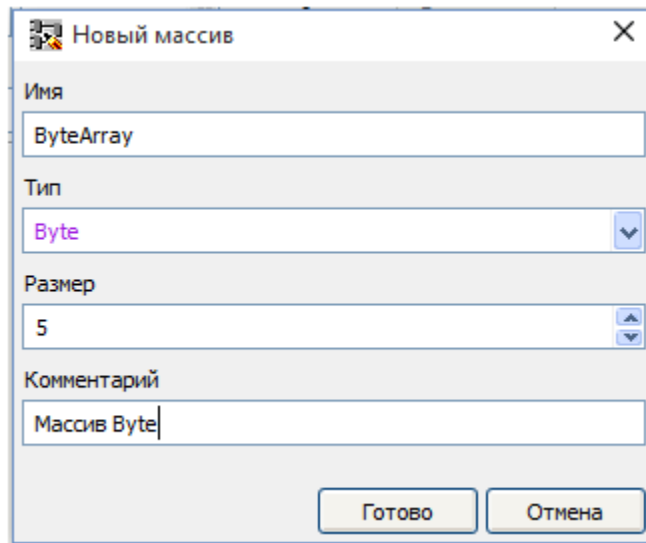 Новый массив
Имя
ByteArray
Тип
Byte
Размер
5
Комментарий
Массив Byte
Готово Отмена